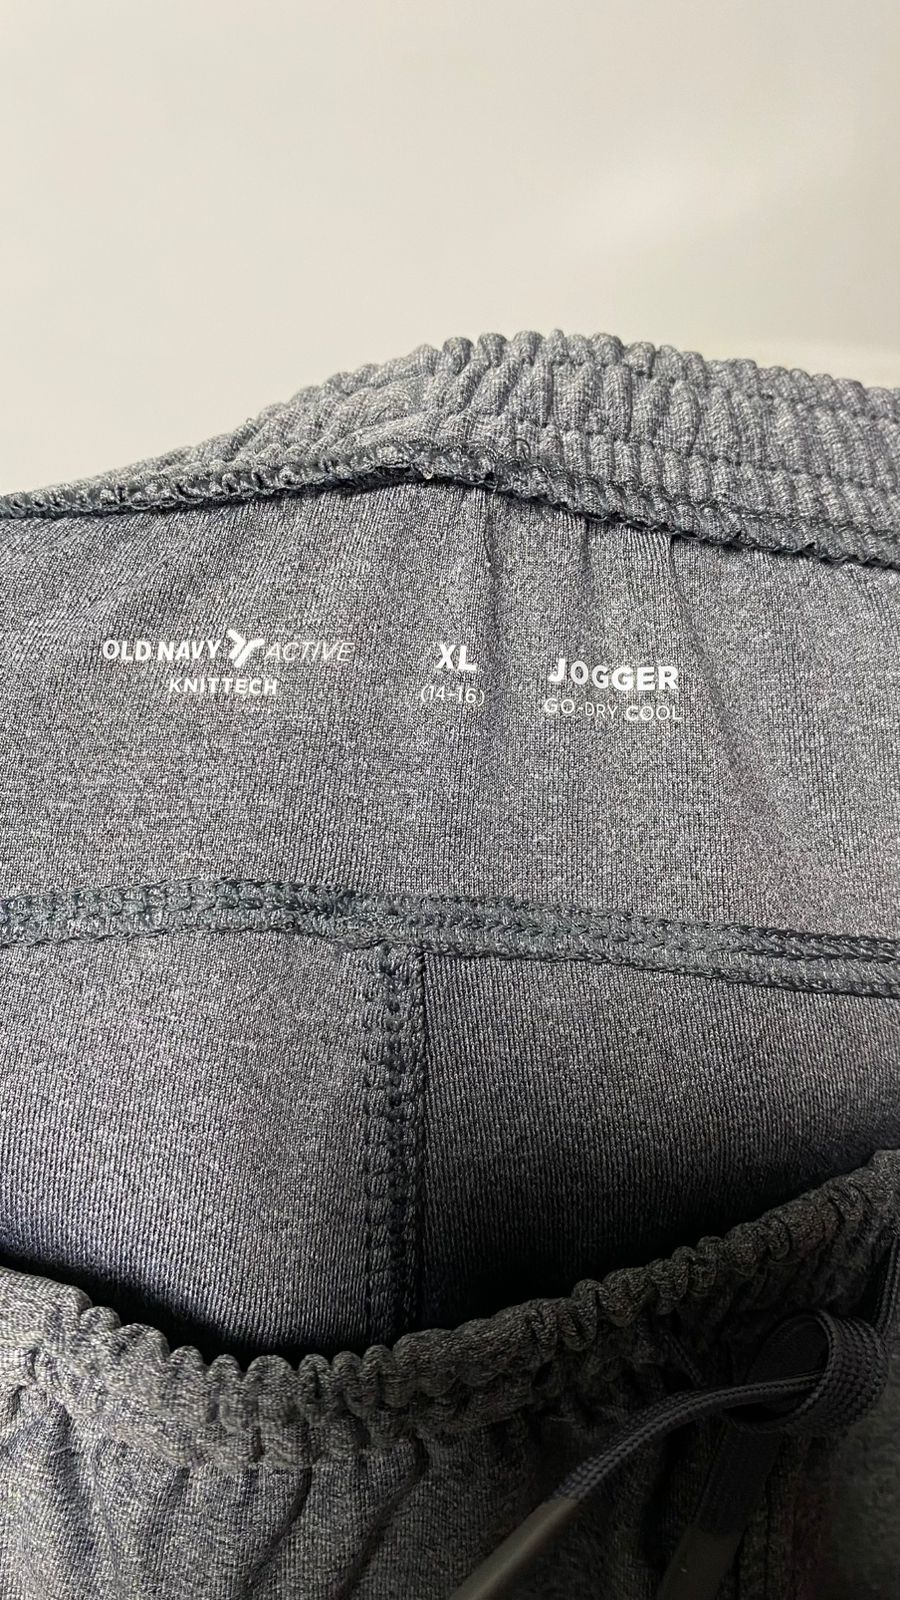 OLD NAVY ACTIVE
KNITTECH
XL
(14-16)
JOGGER
GO-DRY COOL